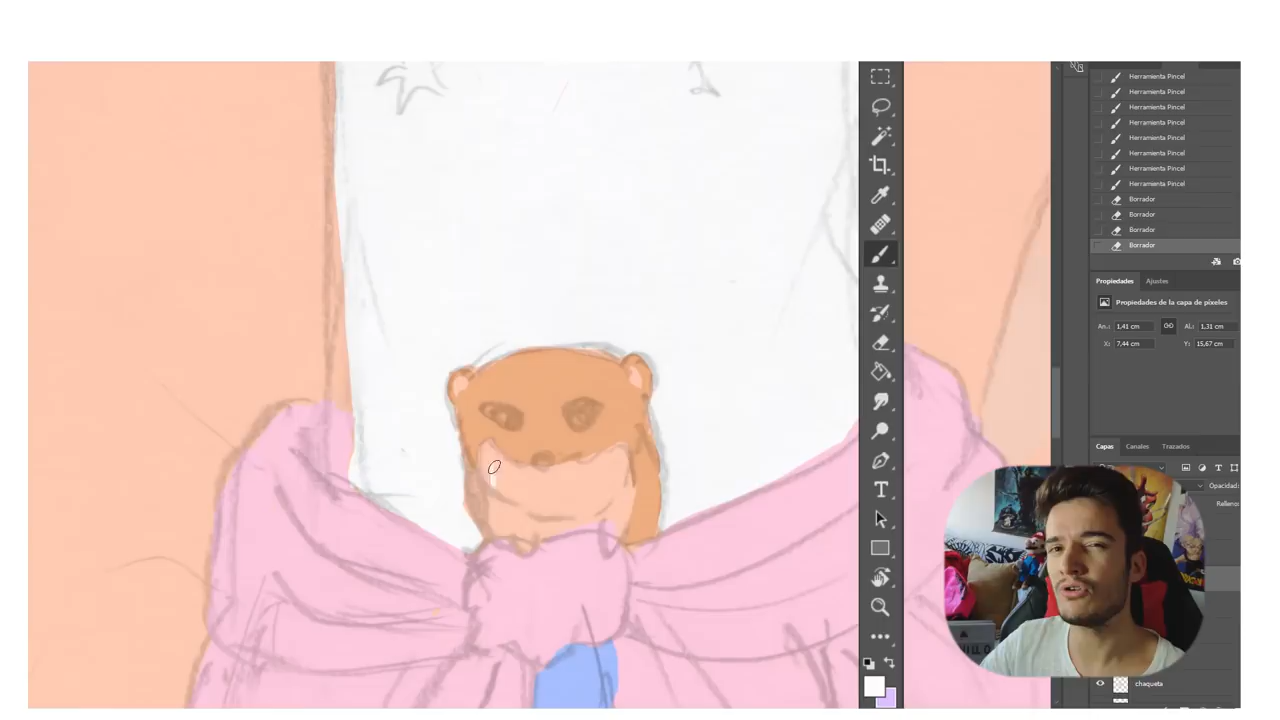 Herramienta Pincel
Herramienta Pincel
Herramienta Pincel
Herramienta Pincel
Herramienta Pincel
Herramienta Pincel
Herramienta Pincel
Herramienta Pincel
Borrador
Borrador
Borrador
Borrador
Propiedades Ajustes
Propiedades de la capa de píxeles
An.: 1,41 cm AL: 1,31 cm
X: 7,44 cm Y: 15,67 cm
Capas Canales Trazados
T
Opacidad:
T
Relleno:
chaqueta